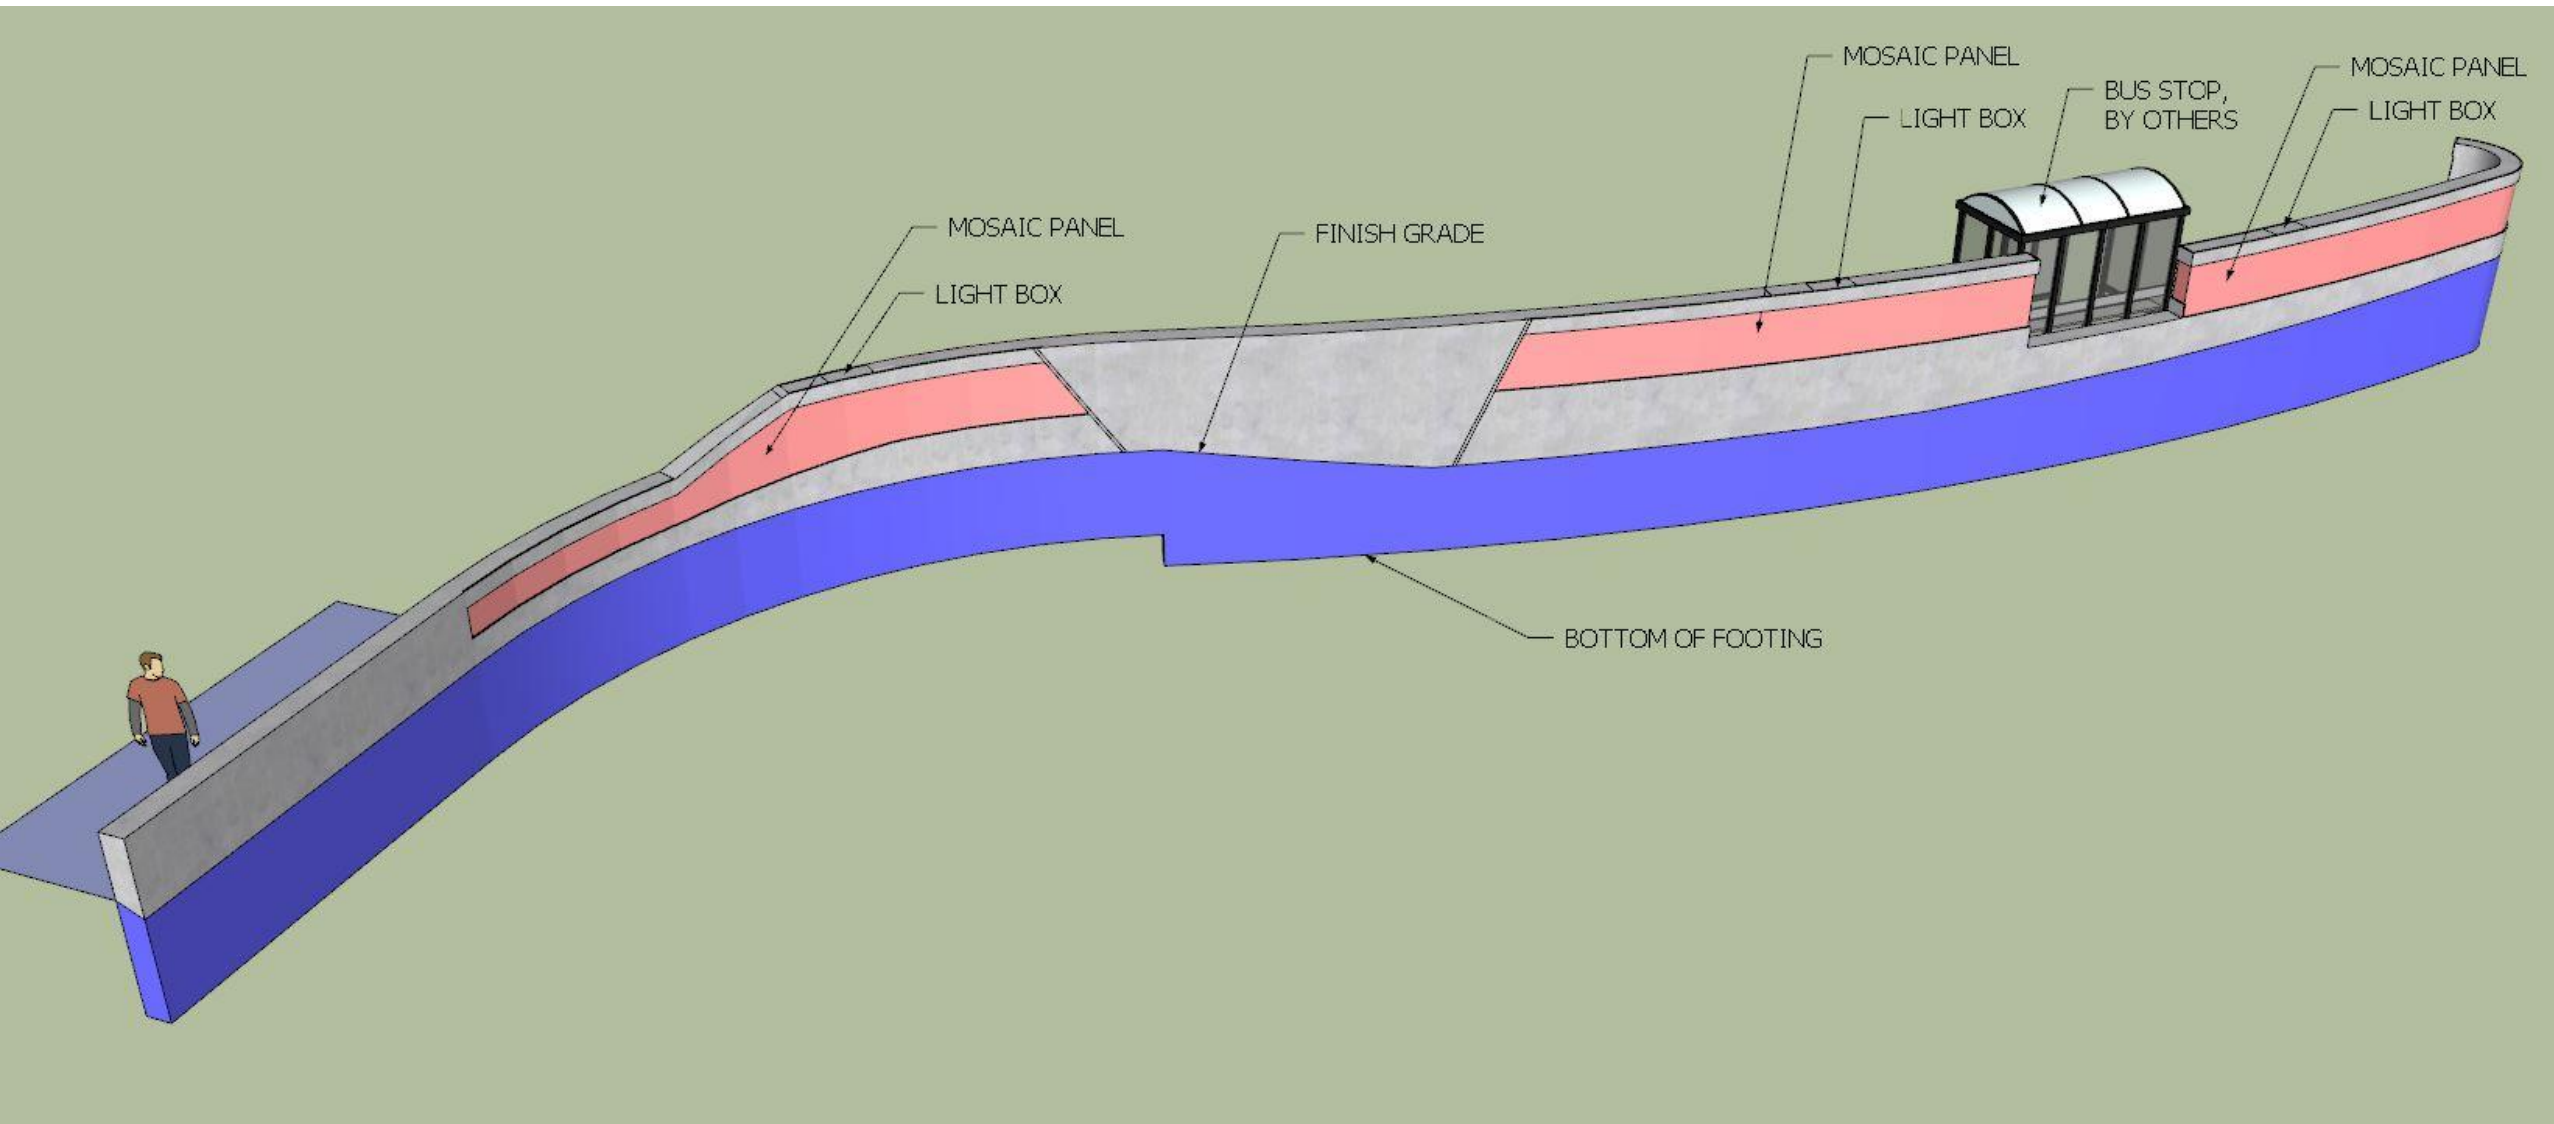 MOSAIC PANEL
LIGHT BOX
BUS STOP,
BY OTHERS
MOSAIC PANEL
LIGHT BOX
MOSAIC PANEL
LIGHT BOX
FINISH GRADE
BOTTOM OF FOOTING